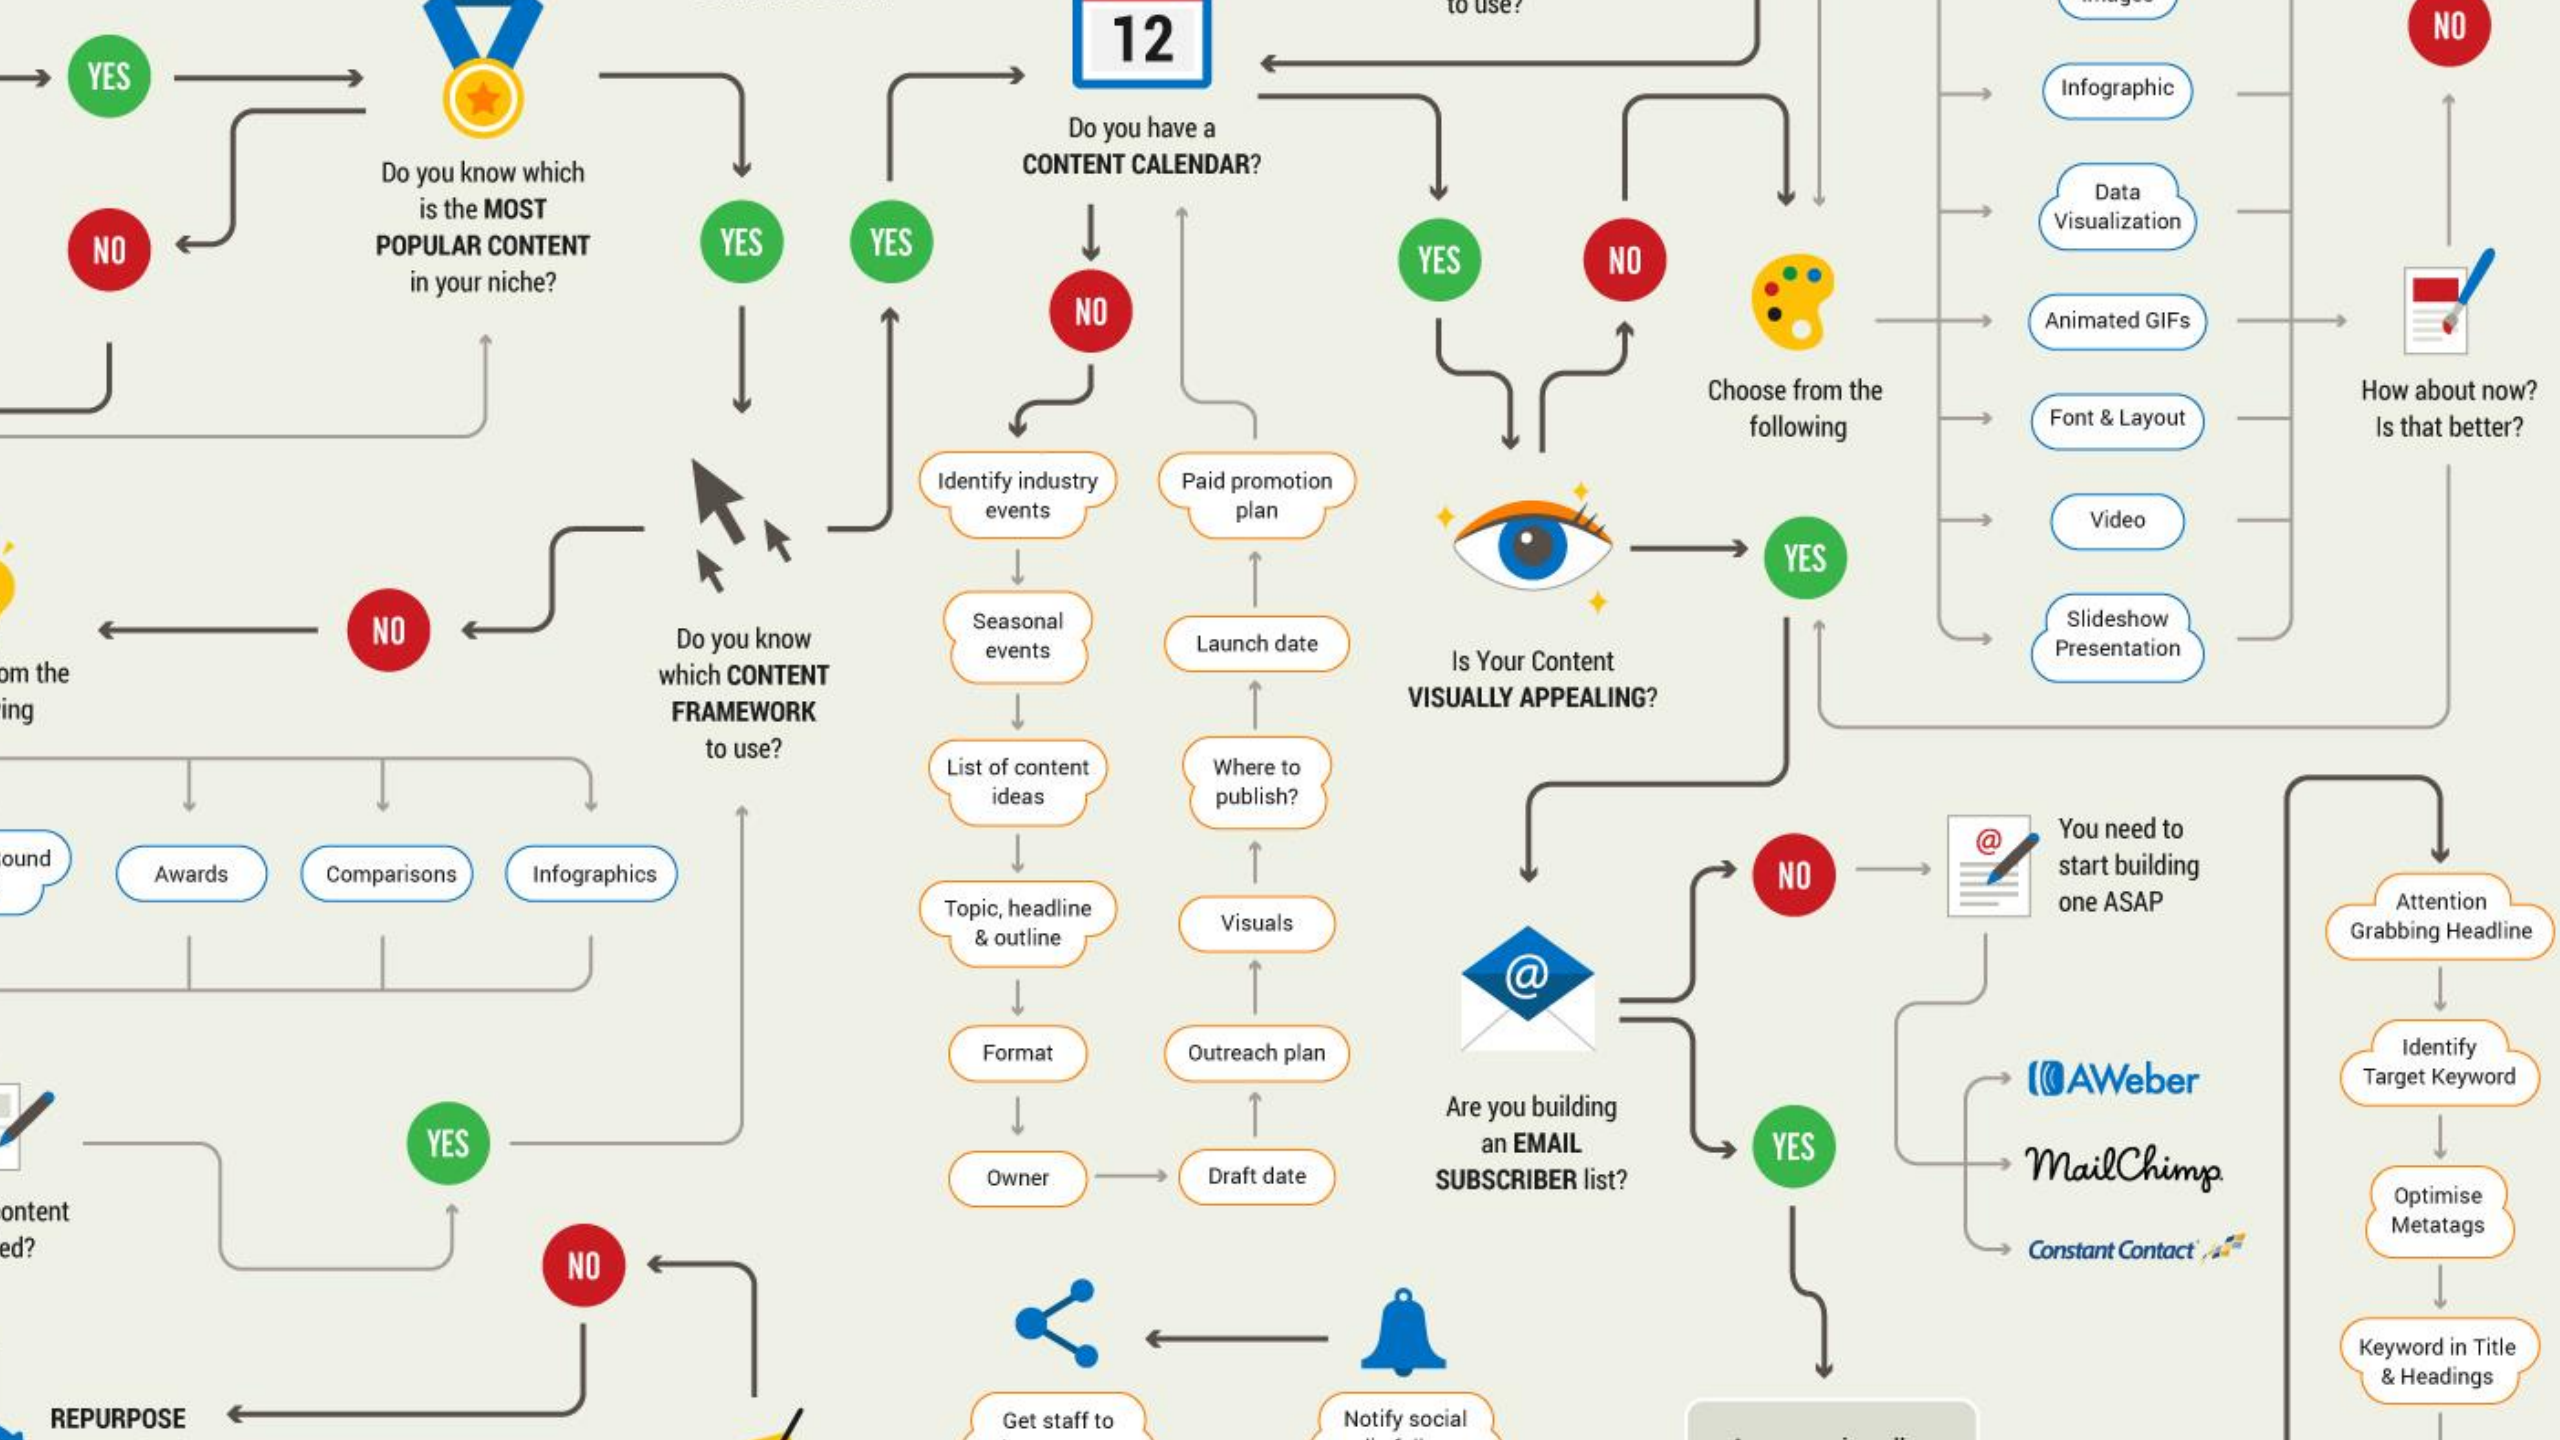 to use?
12
YES
Do you know which
is the MOST
POPULAR CONTENT
in your niche?
NO
YES
YES
Do you have a
CONTENT CALENDAR?
NO
YES
NO
Choose from the
following
Infographic
Data
Visualization
Animated GIFs
Font & Layout
Video
Slideshow
Presentation
NO
How about now?
Is that better?
NO
Do you know
which CONTENT
FRAMEWORK
to use?
om the
Awards
Comparisons
Infographics
Identify industry
events
Seasonal
events
List of content
ideas
Topic, headline
& outline
Format
Owner
Draft date
Outreach plan
Visuals
Where to
publish?
Launch date
Paid promotion
plan
Is Your Content
VISUALLY APPEALING?
YES
Are you building
an EMAIL
SUBSCRIBER list?
@
NO
@
You need to
start building
one ASAP
YES
AWeber
MailChimp
Constant Contact
Attention
Grabbing Headline
Identify
Target Keyword
Optimise
Metatags
Keyword in Title
& Headings
ontent
ed?
YES
NO
REPURPOSE
Get staff to
Notify social